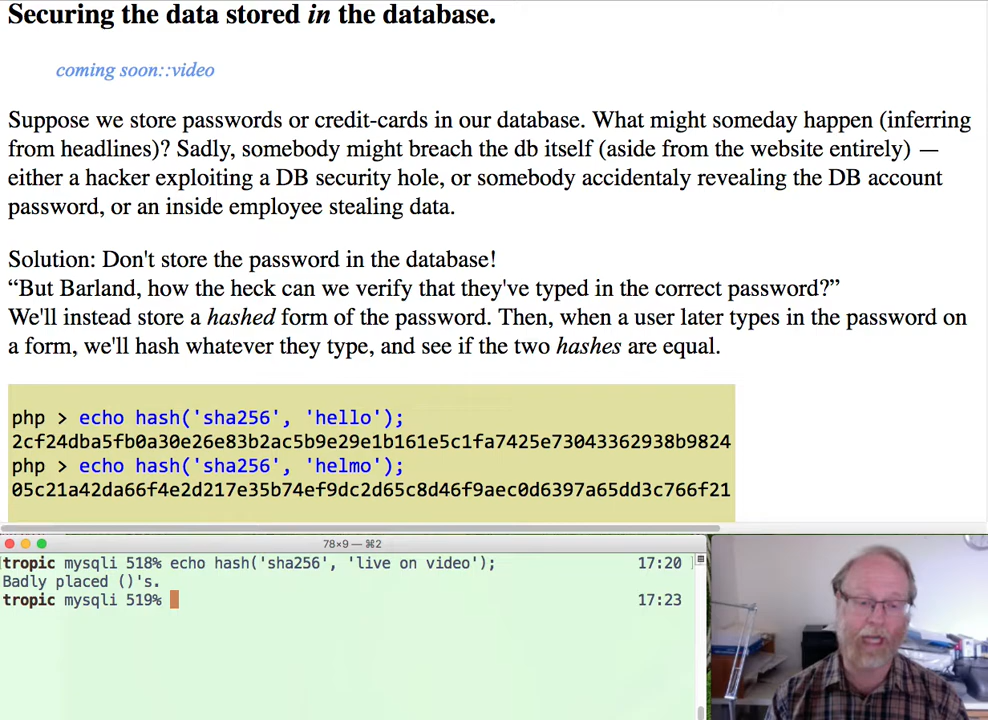 Securing the data stored in the database.
coming soon::video
Suppose we store passwords or credit-cards in our database. What might someday happen (inferring
from headlines)? Sadly, somebody might breach the db itself (aside from the website entirely) —
either a hacker exploiting a DB security hole, or somebody accidentaly revealing the DB account
password, or an inside employee stealing data.
Solution: Don't store the password in the database!
“But Barland, how the heck can we verify that they've typed in the correct password?”
We'll instead store a hashed form of the password. Then, when a user later types in the password on
a form, we'll hash whatever they type, and see if the two hashes are equal.
php > echo hash('sha256', 'hello');
2cf24dba5fb0a30e26e83b2ac5b9e29e1b161e5c1fa7425e73043362938b9824
php > echo hash('sha256', 'helmo');
05c21a42da66f4e2d217e35b74ef9dc2d65c8d46f9aec0d6397a65dd3c766f21
78×9 — ⌘2
tropic mysqli 518% echo hash('sha256', 'live on video'); 17:20
Badly placed ()'s.
tropic mysqli 519% 17:23